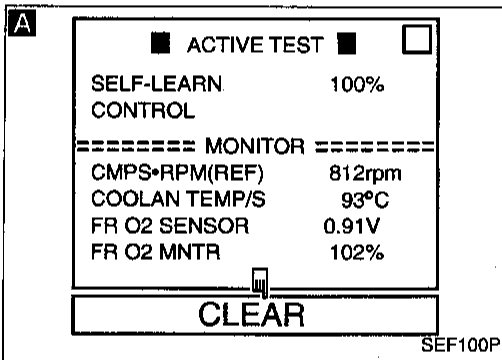 A
ACTIVE TEST
SELF-LEARN 100%
CONTROL
======== MONITOR ========
CMPS•RPM(REF) 812rpm
COOLAN TEMP/S 93°C
FR O2 SENSOR 0.91V
FR O2 MNTR 102%
CLEAR
SEF100P